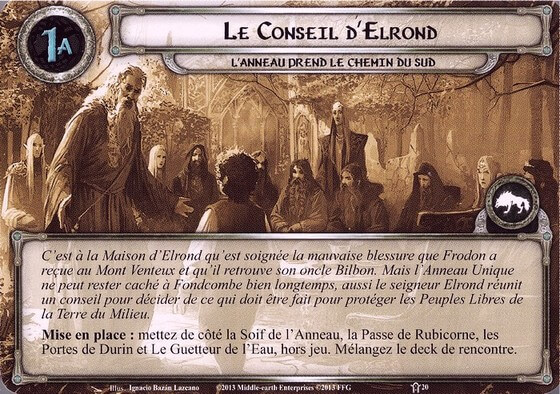 1A
LE CONSEIL D'ELROND
L'ANNEAU PREND LE CHEMIN DU SUD
C'est à la Maison d'Elrond qu'est soignée la mauvaise blessure que Frodon a
reçue au Mont Venteux et qu'il retrouve son oncle Bilbon. Mais l'Anneau Unique
ne peut rester caché à Fondcombe bien longtemps, aussi le seigneur Elrond réunit
un conseil pour décider de ce qui doit être fait pour protéger les Peuples Libres de
la Terre du Milieu.
Mise en place : mettez de côté la Soif de l'Anneau, la Passe de Rubicorne, les
Portes de Durin et Le Guetteur de l'Eau, hors jeu. Mélangez le deck de rencontre.
Illus. Ignacio Bazán Lazcano ©2013 Middle-earth Enterprises ©2013 FFG 20